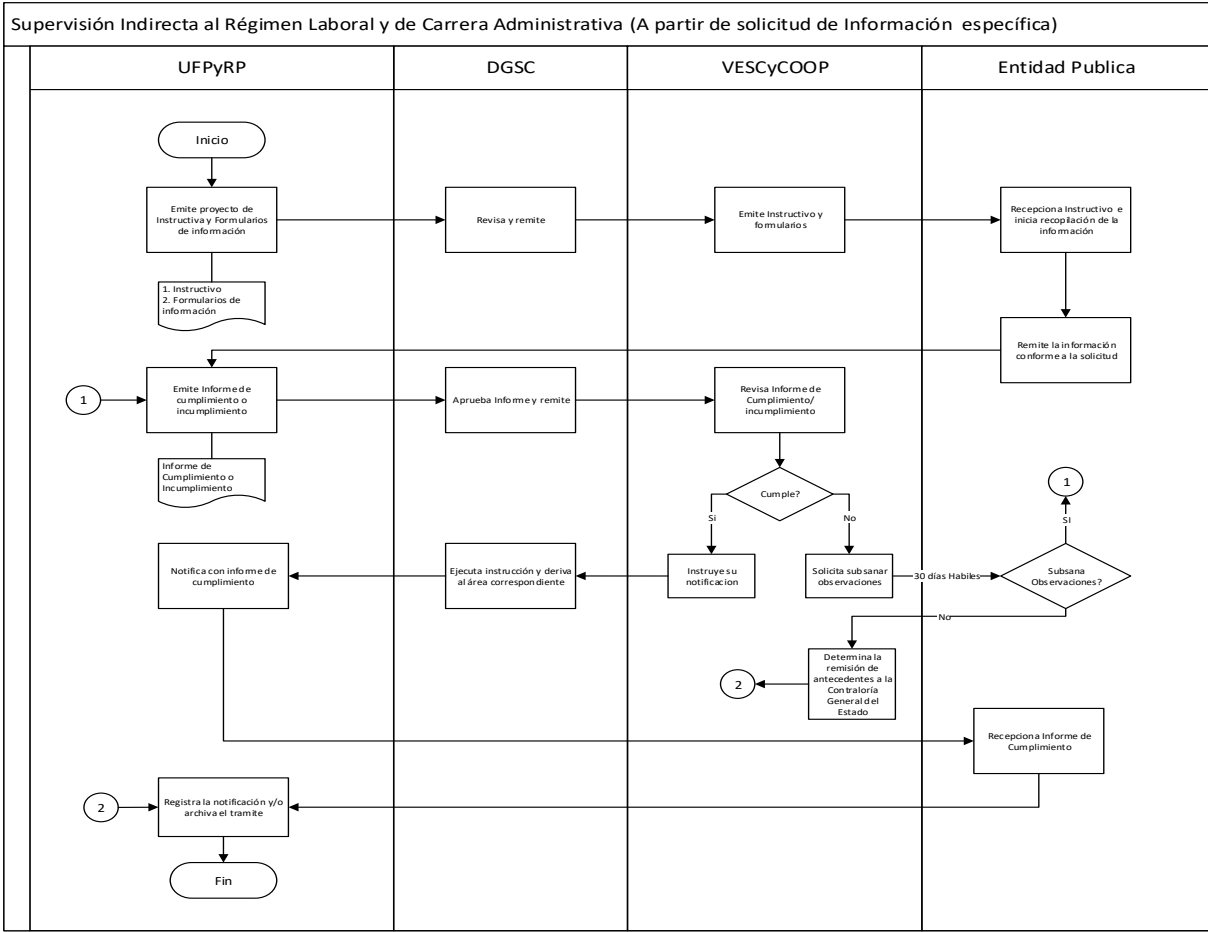 Supervisión Indirecta al Régimen Laboral y de Carrera Administrativa (A partir de solicitud de Información específica)
UFPyRP
DGSC
VESCyCOOP
Entidad Publica
Inicio
Emite proyecto de
Instructiva y Formularios
de información
Revisa y remite
Emite Instructivo y
formularios
Recepciona Instructivo e
inicia recopilación de la
información
1. Instructivo
2. Formularios de
información
Remite la información
conforme a la solicitud
1
Emite Informe de
cumplimiento o
incumplimiento
Aprueba Informe y remite
Revisa Informe de
Cumplimiento/
incumplimiento
Informe de
Cumplimiento o
Incumplimiento
Cumple?
1
Si
No
SI
Notifica con informe de
cumplimiento
Ejecuta instrucción y deriva
al área correspondiente
Instruye su
notificacion
Solicita subsanar
observaciones
30 días Habiles
Subsana
Observaciones?
No
Determina la
remisión de
antecedentes a la
Contraloría
General del
Estado
2
Recepciona Informe de
Cumplimiento
2
Registra la notificación y/o
archiva el tramite
Fin